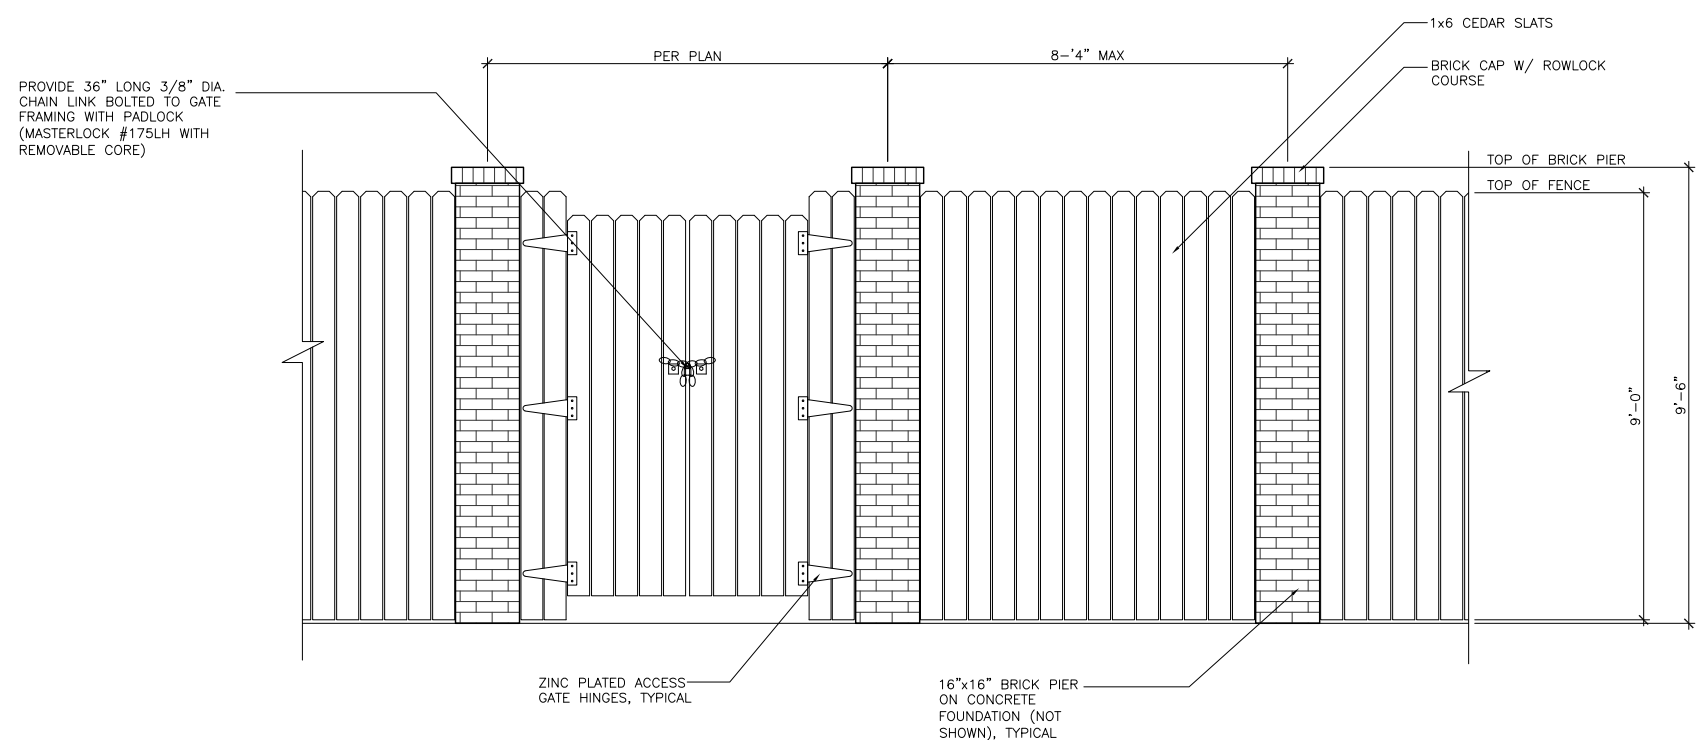 1x6 CEDAR SLATS
PER PLAN
8-'4" MAX
BRICK CAP W/ ROWLOCK
COURSE
PROVIDE 36" LONG 3/8" DIA.
CHAIN LINK BOLTED TO GATE
FRAMING WITH PADLOCK
(MASTERLOCK #175LH WITH
REMOVABLE CORE)
TOP OF BRICK PIER
TOP OF FENCE
9'-0"
9'-6"
ZINC PLATED ACCESS
GATE HINGES, TYPICAL
16"x16" BRICK PIER
ON CONCRETE
FOUNDATION (NOT
SHOWN), TYPICAL